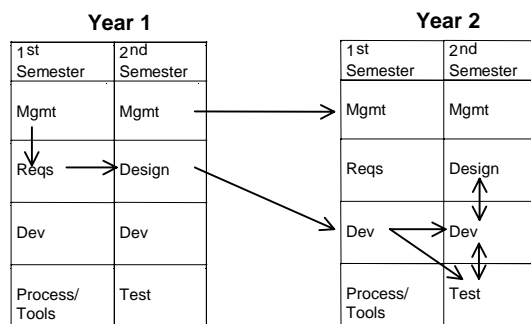 Year 1
1st Semester 2nd Semester
Mgmt Mgmt
Reqs Design
Dev Dev
Process/ Tools Test
Year 2
1st Semester 2nd Semester
Mgmt Mgmt
Reqs Design
Dev Dev
Process/ Tools Test